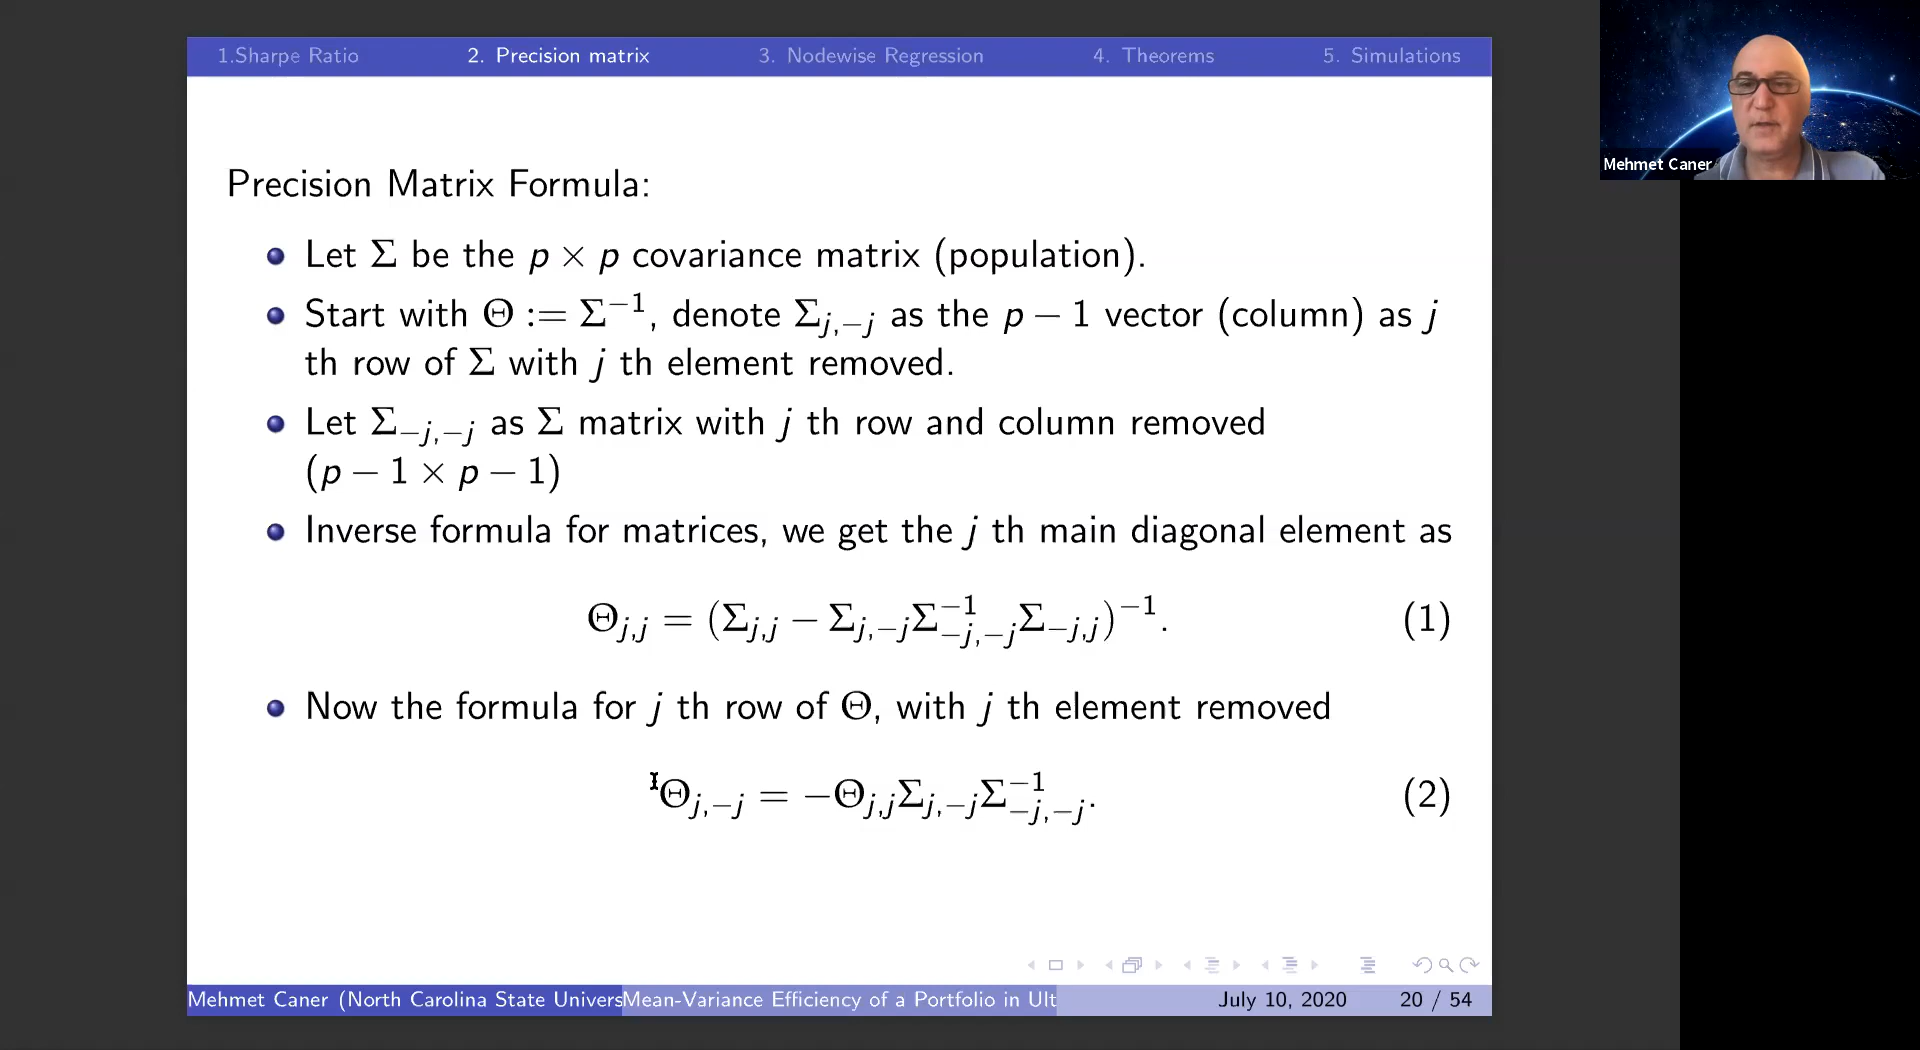 1.Sharpe Ratio 2. Precision matrix 3. Nodewise Regression 4. Theorems 5. Simulations
Mehmet Caner
Precision Matrix Formula:
Let Σ be the p × p covariance matrix (population).
Start with Θ := Σ⁻¹, denote Σ_{j,−j} as the p − 1 vector (column) as j
th row of Σ with j th element removed.
Let Σ_{−j,−j} as Σ matrix with j th row and column removed
(p − 1 × p − 1)
Inverse formula for matrices, we get the j th main diagonal element as
Θ_{j,j} = (Σ_{j,j} − Σ_{j,−j}Σ^{−1}_{−j,−j}Σ_{−j,j})^{−1}. (1)
Now the formula for j th row of Θ, with j th element removed
Θ_{j,−j} = −Θ_{j,j}Σ_{j,−j}Σ^{−1}_{−j,−j}. (2)
Mehmet Caner (North Carolina State Univers Mean-Variance Efficiency of a Portfolio in Ult July 10, 2020 20 / 54